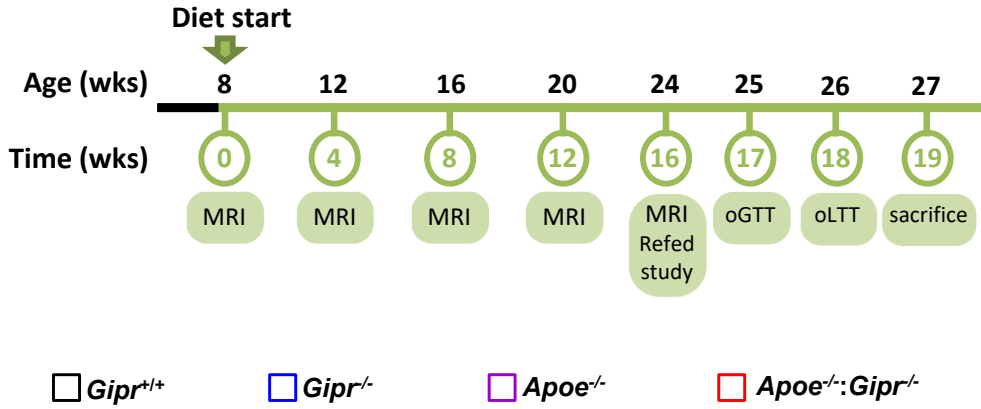 Diet start
Age (wks) 8 12 16 20 24 25 26 27
Time (wks) 0 4 8 12 16 17 18 19
MRI MRI MRI MRI MRI oGTT oLTT sacrifice
Refed
study
Gipr+/+ Gipr-/- Apoe-/- Apoe-/-:Gipr-/-